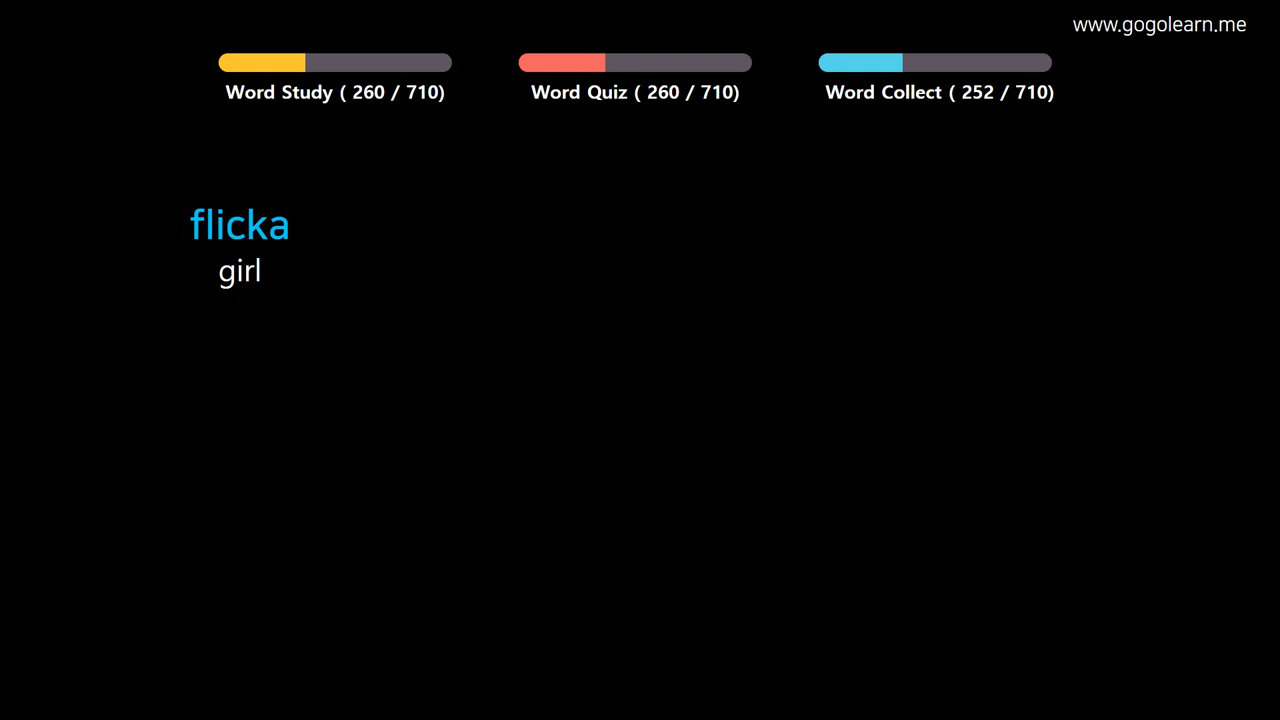 www.gogolearn.me
Word Study ( 260 / 710)
Word Quiz ( 260 / 710)
Word Collect ( 252 / 710)
flicka
girl